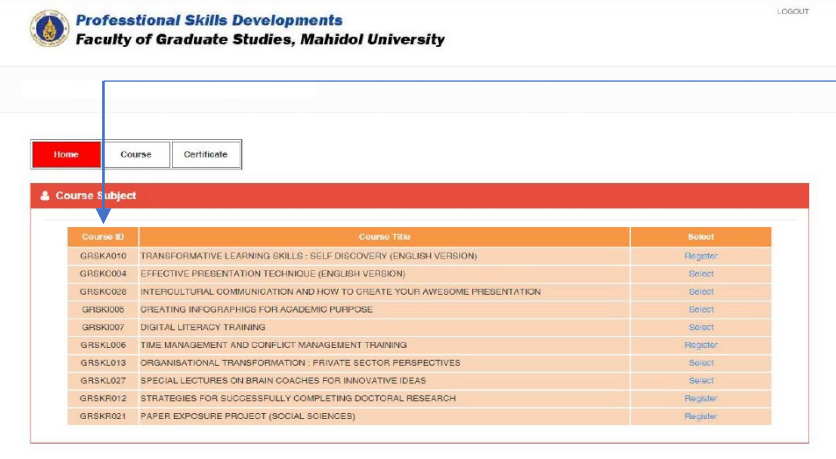 LOGOUT
Professtional Skills Developments
Faculty of Graduate Studies, Mahidol University
Home Course Certificate
Course Subject
Course ID Course Title Select
GRSKA010 TRANSFORMATIVE LEARNING SKILLS : SELF DISCOVERY (ENGLISH VERSION) Register
GRSKC004 EFFECTIVE PRESENTATION TECHNIQUE (ENGLISH VERSION) Select
GRSKC028 INTERCULTURAL COMMUNICATION AND HOW TO CREATE YOUR AWESOME PRESENTATION Select
GRSKI005 CREATING INFOGRAPHICS FOR ACADEMIC PURPOSE Select
GRSKI007 DIGITAL LITERACY TRAINING Select
GRSKL006 TIME MANAGEMENT AND CONFLICT MANAGEMENT TRAINING Register
GRSKL013 ORGANISATIONAL TRANSFORMATION : PRIVATE SECTOR PERSPECTIVES Select
GRSKL027 SPECIAL LECTURES ON BRAIN COACHES FOR INNOVATIVE IDEAS Select
GRSKR012 STRATEGIES FOR SUCCESSFULLY COMPLETING DOCTORAL RESEARCH Register
GRSKR021 PAPER EXPOSURE PROJECT (SOCIAL SCIENCES) Register